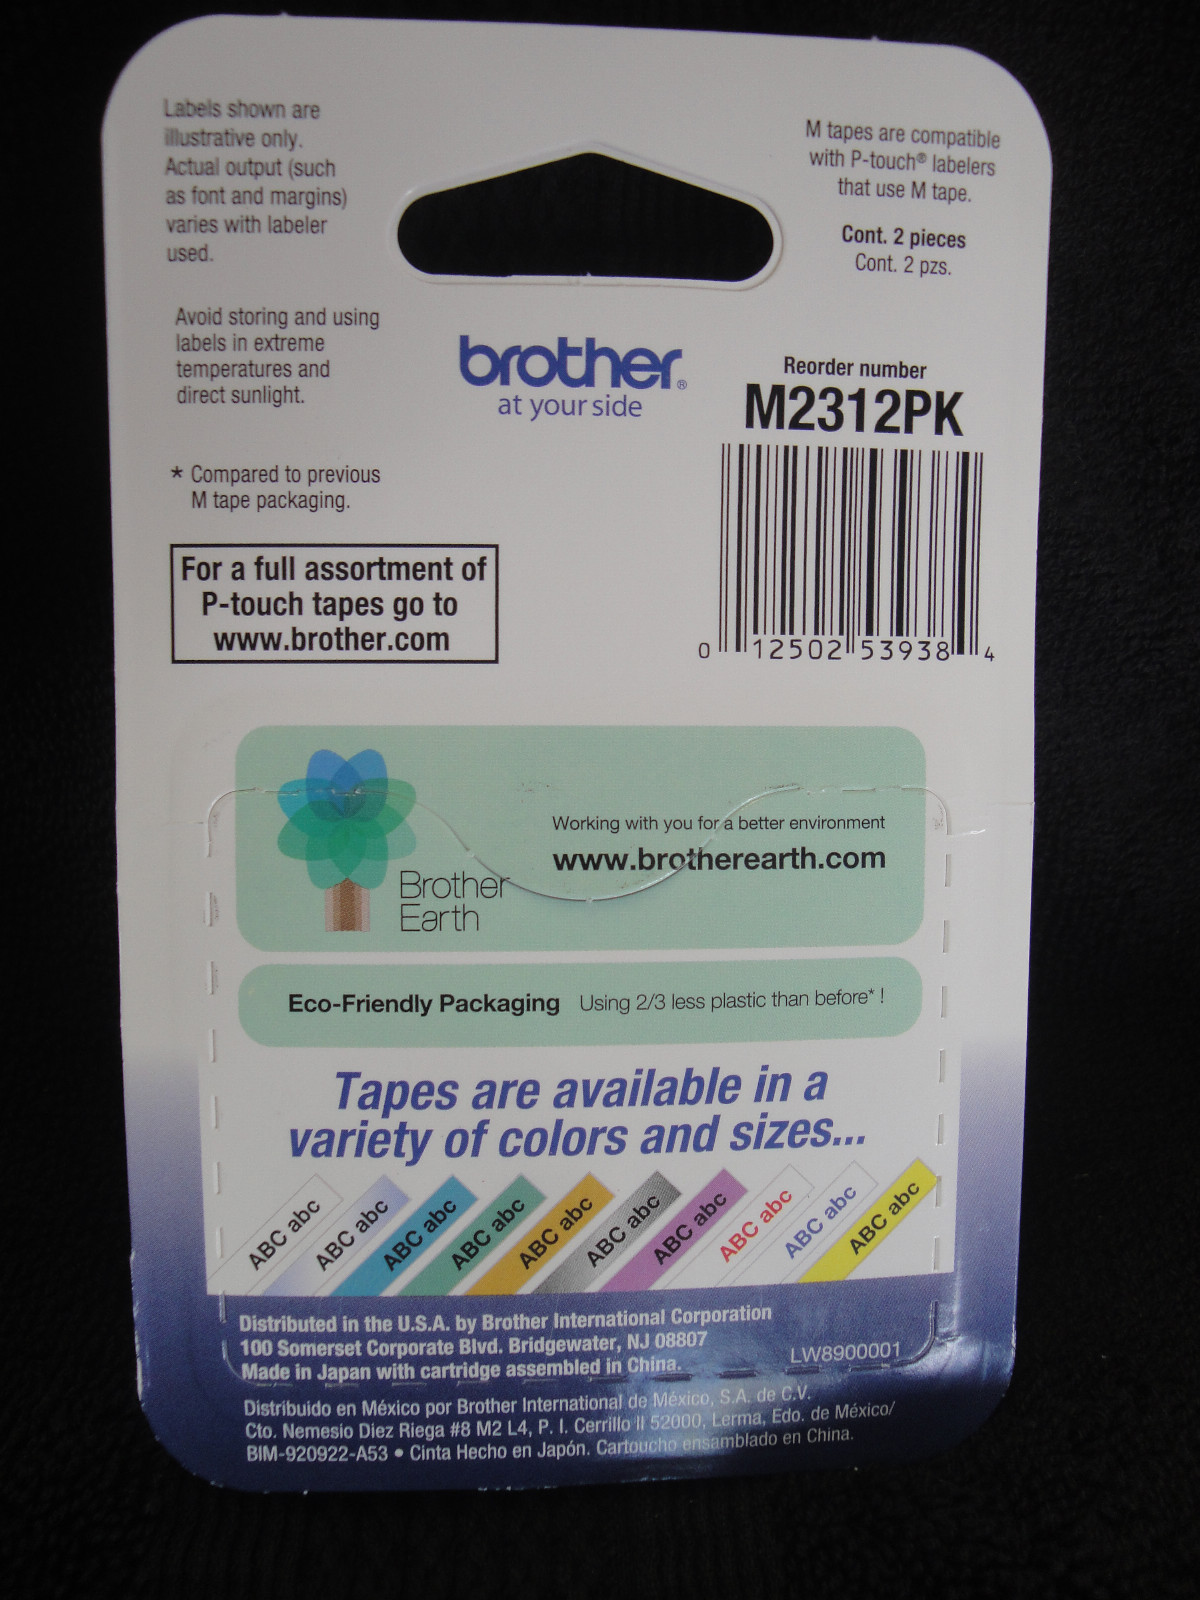 Labels shown are
illustrative only.
Actual output (such
as font and margins)
varies with labeler
used.
Avoid storing and using
labels in extreme
temperatures and
direct sunlight.
* Compared to previous
M tape packaging.
For a full assortment of
P-touch tapes go to
www.brother.com
brother®
at your side
M tapes are compatible
with P-touch® labelers
that use M tape.
Cont. 2 pieces
Cont. 2 pzs.
Reorder number
M2312PK
0 12502 53938 4
Brother
Earth
Working with you for a better environment
www.brotherearth.com
Eco-Friendly Packaging Using 2/3 less plastic than before*!
Tapes are available in a
variety of colors and sizes...
ABC abc
ABC abc
ABC abc
ABC abc
ABC abc
ABC abc
ABC abc
ABC abc
ABC abc
ABC abc
Distributed in the U.S.A. by Brother International Corporation
100 Somerset Corporate Blvd. Bridgewater, NJ 08807
Made in Japan with cartridge assembled in China.
LW8900001
Distribuido en México por Brother International de México, S.A. de C.V.
Cto. Nemesio Diez Riega #8 M2 L4, P. I. Cerrillo II 52000, Lerma, Edo. de México/
BIM-920922-A53 • Cinta Hecho en Japón. Cartoucho ensamblado en China.